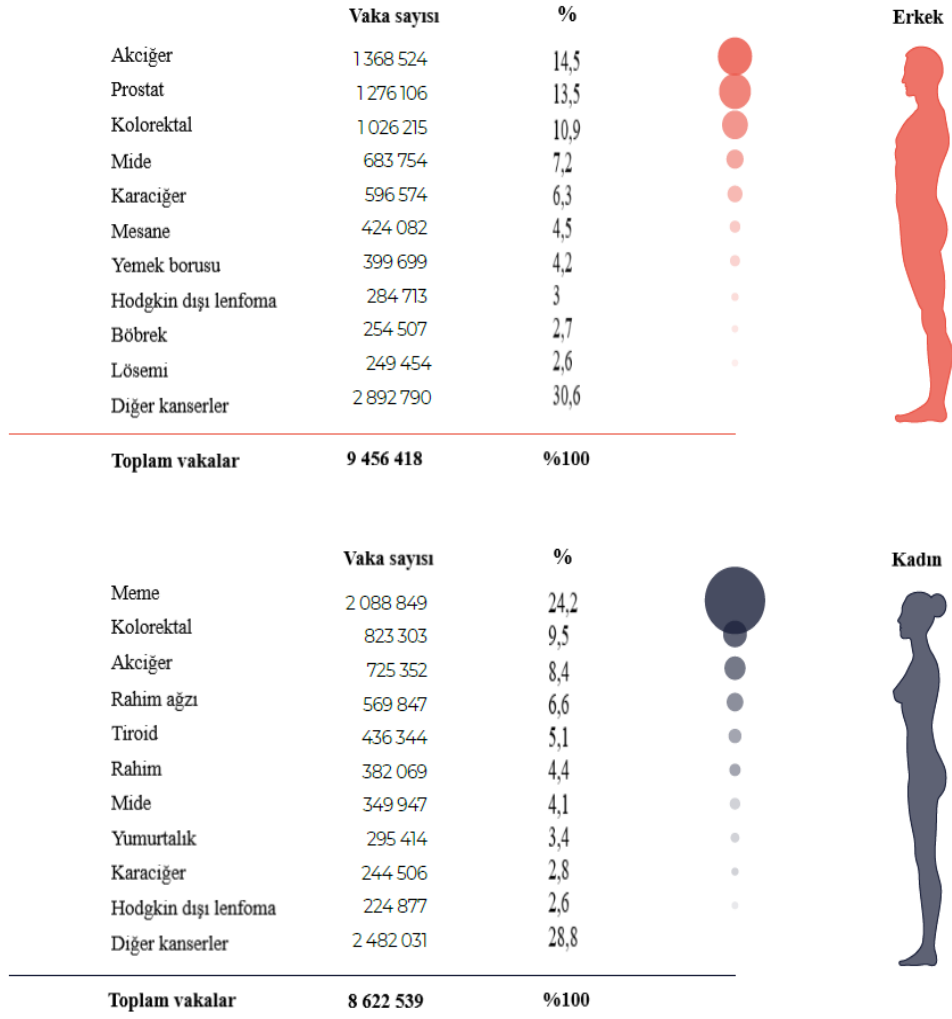 Vaka sayısı % Erkek
Akciğer 1 368 524 14,5
Prostat 1 276 106 13,5
Kolorektal 1 026 215 10,9
Mide 683 754 7,2
Karaciğer 596 574 6,3
Mesane 424 082 4,5
Yemek borusu 399 699 4,2
Hodgkin dışı lenfoma 284 713 3
Böbrek 254 507 2,7
Lösemi 249 454 2,6
Diğer kanserler 2 892 790 30,6
Toplam vakalar 9 456 418 %100
Vaka sayısı % Kadın
Meme 2 088 849 24,2
Kolorektal 823 303 9,5
Akciğer 725 352 8,4
Rahim ağzı 569 847 6,6
Tiroid 436 344 5,1
Rahim 382 069 4,4
Mide 349 947 4,1
Yumurtalık 295 414 3,4
Karaciğer 244 506 2,8
Hodgkin dışı lenfoma 224 877 2,6
Diğer kanserler 2 482 031 28,8
Toplam vakalar 8 622 539 %100